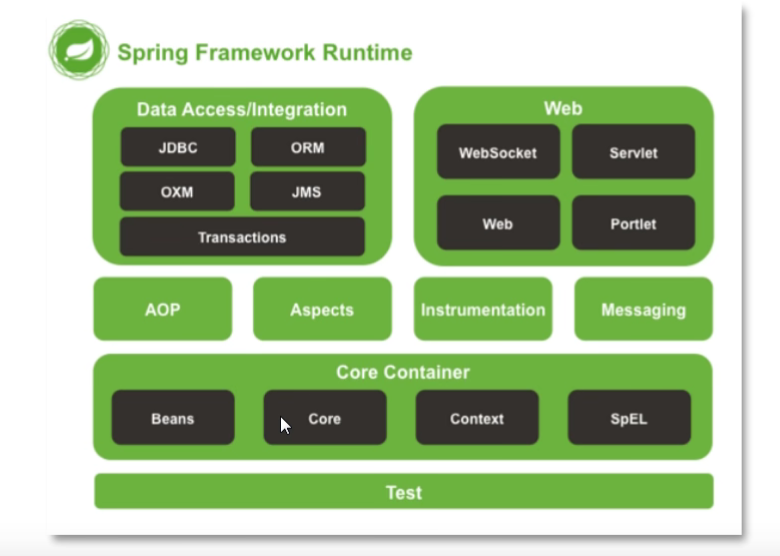 Spring Framework Runtime
Data Access/Integration
JDBC
ORM
OXM
JMS
Transactions
Web
WebSocket
Servlet
Web
Portlet
AOP
Aspects
Instrumentation
Messaging
Core Container
Beans
Core
Context
SpEL
Test